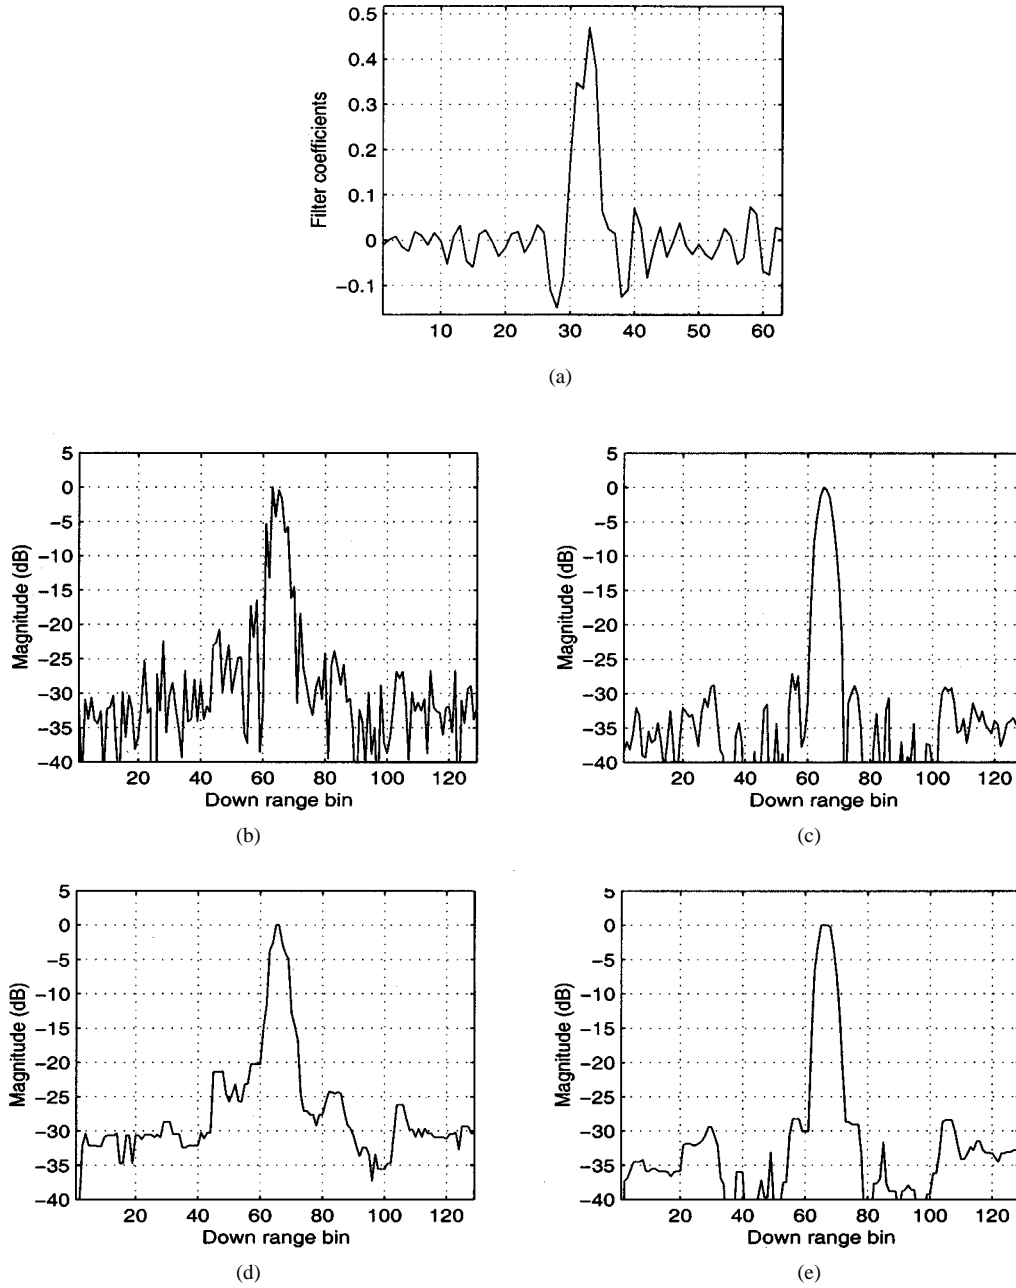 0.5
0.4
0.3
0.2
0.1
0
−0.1
Filter coefficients
10 20 30 40 50 60
(a)
5
0
−5
−10
−15
−20
−25
−30
−35
−40
Magnitude (dB)
20 40 60 80 100 120
Down range bin
(b)
5
0
−5
−10
−15
−20
−25
−30
−35
−40
Magnitude (dB)
20 40 60 80 100 120
Down range bin
(c)
5
0
−5
−10
−15
−20
−25
−30
−35
−40
Magnitude (dB)
20 40 60 80 100 120
Down range bin
(d)
5
0
−5
−10
−15
−20
−25
−30
−35
−40
Magnitude (dB)
20 40 60 80 100 120
Down range bin
(e)